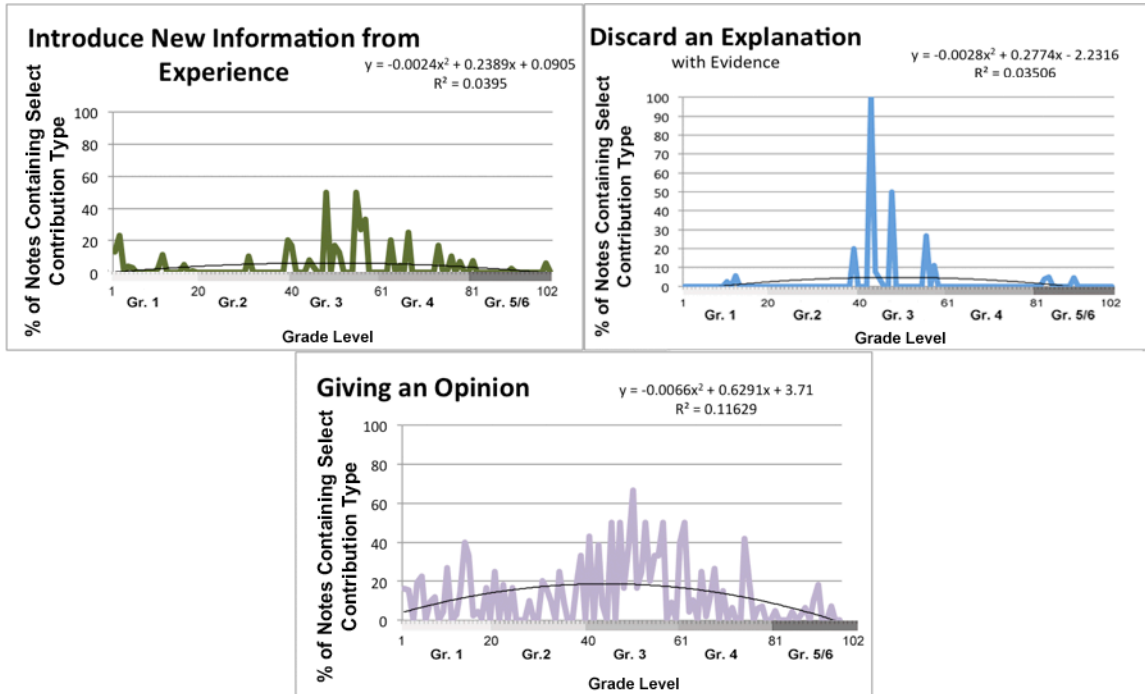 Introduce New Information from
Experience
y = -0.0024x² + 0.2389x + 0.0905
R² = 0.0395
% of Notes Containing Select
Contribution Type
100
80
60
40
20
0
1 20 40 61 81 102
Gr. 1 Gr.2 Gr. 3 Gr. 4 Gr. 5/6
Grade Level
Discard an Explanation
with Evidence
y = -0.0028x² + 0.2774x - 2.2316
R² = 0.03506
% of Notes Containing Select
Contribution Type
100
90
80
70
60
50
40
30
20
10
0
1 20 40 61 81 102
Gr. 1 Gr.2 Gr. 3 Gr. 4 Gr. 5/6
Grade Level
Giving an Opinion
y = -0.0066x² + 0.6291x + 3.71
R² = 0.11629
% of Notes Containing Select
Contribution Type
100
80
60
40
20
0
1 20 40 61 81 102
Gr. 1 Gr.2 Gr. 3 Gr. 4 Gr. 5/6
Grade Level